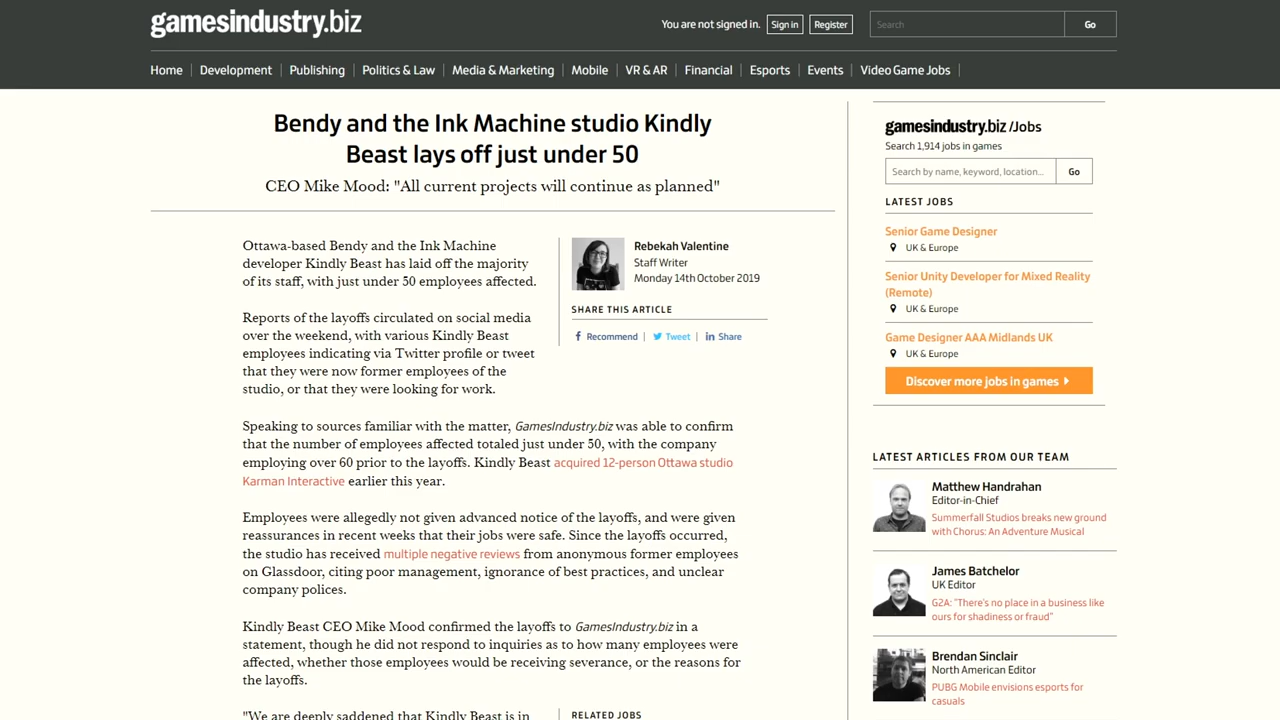 gamesindustry.biz
You are not signed in. Sign in Register
Search Go
Home Development Publishing Politics & Law Media & Marketing Mobile VR & AR Financial Esports Events Video Game Jobs
Bendy and the Ink Machine studio Kindly
Beast lays off just under 50
CEO Mike Mood: "All current projects will continue as planned"
Ottawa-based Bendy and the Ink Machine
developer Kindly Beast has laid off the majority
of its staff, with just under 50 employees affected.
Reports of the layoffs circulated on social media
over the weekend, with various Kindly Beast
employees indicating via Twitter profile or tweet
that they were now former employees of the
studio, or that they were looking for work.
Rebekah Valentine
Staff Writer
Monday 14th October 2019
SHARE THIS ARTICLE
Recommend Tweet Share
Speaking to sources familiar with the matter, GamesIndustry.biz was able to confirm
that the number of employees affected totaled just under 50, with the company
employing over 60 prior to the layoffs. Kindly Beast acquired 12-person Ottawa studio
Karman Interactive earlier this year.
Employees were allegedly not given advanced notice of the layoffs, and were given
reassurances in recent weeks that their jobs were safe. Since the layoffs occurred,
the studio has received multiple negative reviews from anonymous former employees
on Glassdoor, citing poor management, ignorance of best practices, and unclear
company polices.
Kindly Beast CEO Mike Mood confirmed the layoffs to GamesIndustry.biz in a
statement, though he did not respond to inquiries as to how many employees were
affected, whether those employees would be receiving severance, or the reasons for
the layoffs.
"We are deeply saddened that Kindly Beast is in
RELATED JOBS
gamesindustry.biz /Jobs
Search 1,914 jobs in games
Search by name, keyword, location... Go
LATEST JOBS
Senior Game Designer
UK & Europe
Senior Unity Developer for Mixed Reality
(Remote)
UK & Europe
Game Designer AAA Midlands UK
UK & Europe
Discover more jobs in games
LATEST ARTICLES FROM OUR TEAM
Matthew Handrahan
Editor-in-Chief
Summerfall Studios breaks new ground
with Chorus: An Adventure Musical
James Batchelor
UK Editor
G2A: "There's no place in a business like
ours for shadiness or fraud"
Brendan Sinclair
North American Editor
PUBG Mobile envisions esports for
casuals